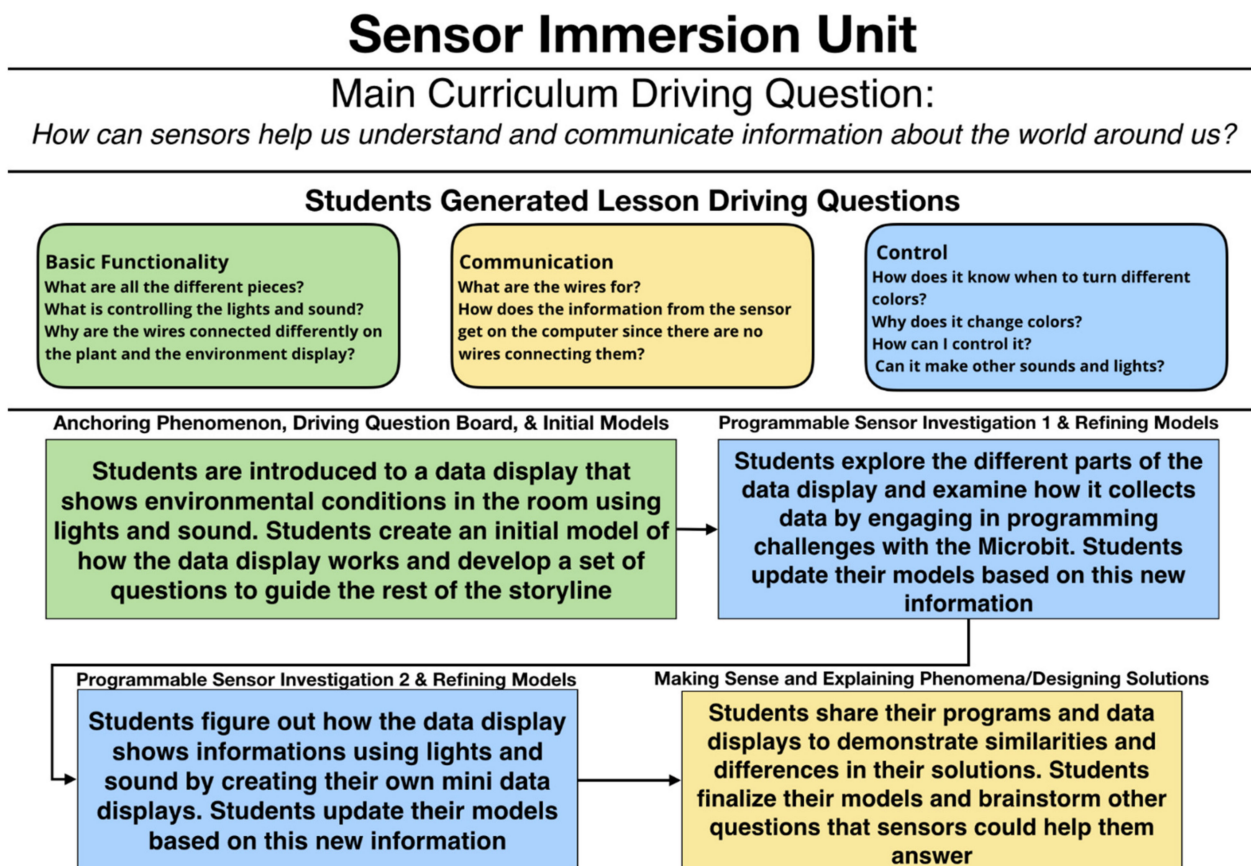 Sensor Immersion Unit
Main Curriculum Driving Question:
How can sensors help us understand and communicate information about the world around us?
Students Generated Lesson Driving Questions
Basic Functionality
What are all the different pieces?
What is controlling the lights and sound?
Why are the wires connected differently on
the plant and the environment display?
Communication
What are the wires for?
How does the information from the sensor
get on the computer since there are no
wires connecting them?
Control
How does it know when to turn different
colors?
Why does it change colors?
How can I control it?
Can it make other sounds and lights?
Anchoring Phenomenon, Driving Question Board, & Initial Models
Students are introduced to a data display that
shows environmental conditions in the room using
lights and sound. Students create an initial model of
how the data display works and develop a set of
questions to guide the rest of the storyline
Programmable Sensor Investigation 1 & Refining Models
Students explore the different parts of the
data display and examine how it collects
data by engaging in programming
challenges with the Microbit. Students
update their models based on this new
information
Programmable Sensor Investigation 2 & Refining Models
Students figure out how the data display
shows informations using lights and
sound by creating their own mini data
displays. Students update their models
based on this new information
Making Sense and Explaining Phenomena/Designing Solutions
Students share their programs and data
displays to demonstrate similarities and
differences in their solutions. Students
finalize their models and brainstorm other
questions that sensors could help them
answer